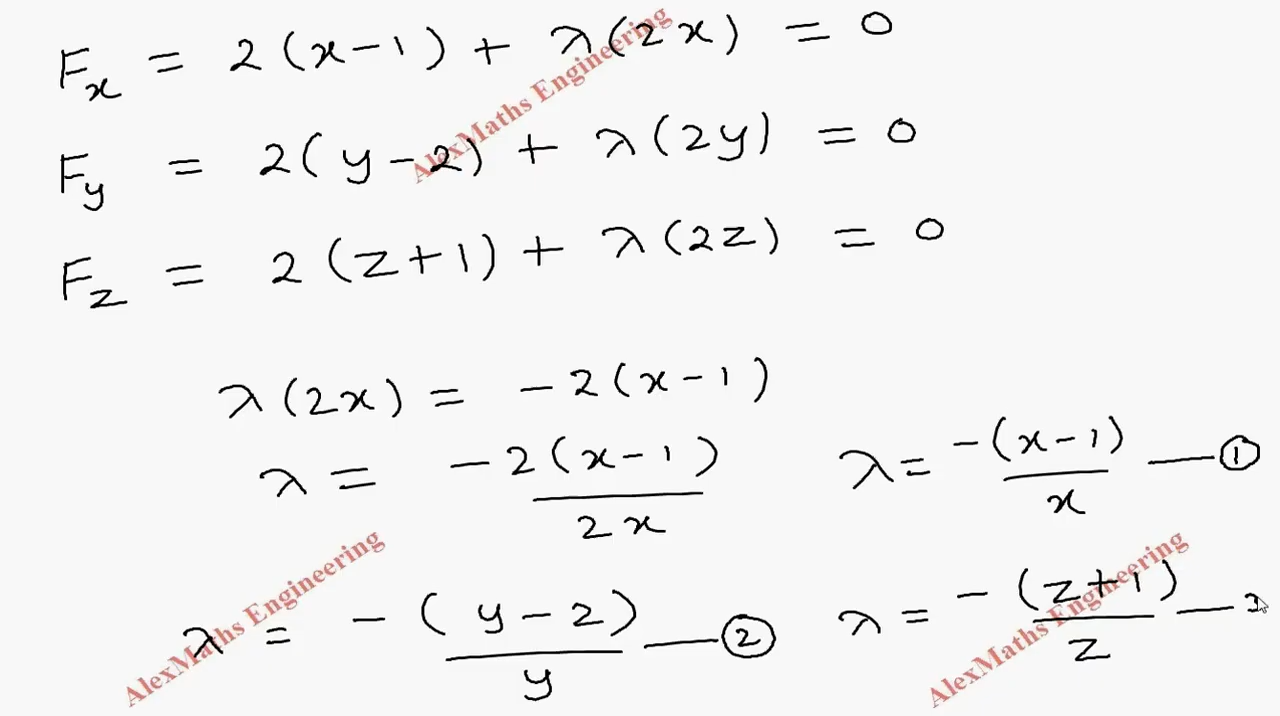 F_x = 2(x-1) + λ(2x) = 0
AlexMaths Engineering
F_y = 2(y-2) + λ(2y) = 0
F_z = 2(z+1) + λ(2z) = 0
λ(2x) = -2(x-1)
λ = -2(x-1)/2x λ = -(x-1)/x —①
AlexMaths Engineering AlexMaths Engineering
λ = -(y-2)/y —② λ = -(z+1)/z —